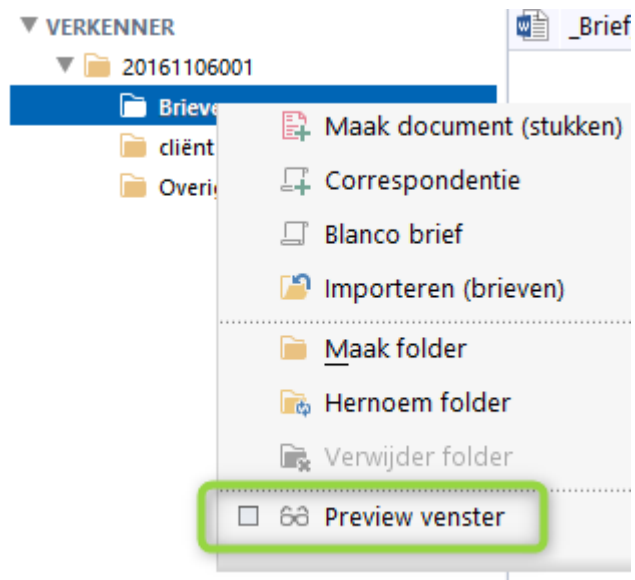 VERKENNER
_Brief
20161106001
Brieve
cliënt
Overi
Maak document (stukken)
Correspondentie
Blanco brief
Importeren (brieven)
Maak folder
Hernoem folder
Verwijder folder
Preview venster